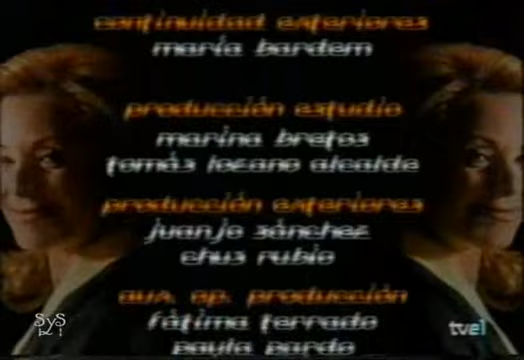 continuidad exteriores
maría bardem
producción estudio
marina bretos
tomás lozano alcalde
producción exteriores
juanjo sánchez
chus rubio
aux. op. producción
fátima terrado
paula pardo
SyS
tve1